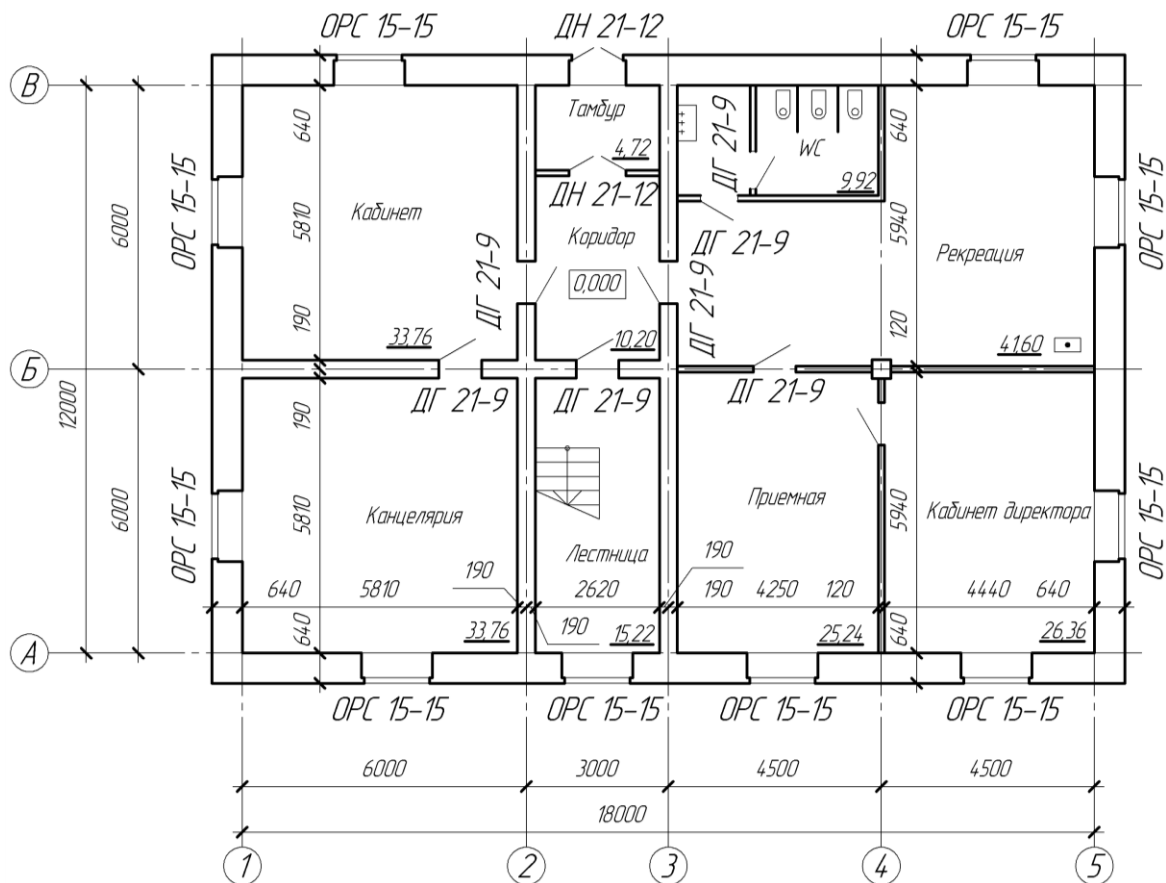 ОРС 15-15
ДН 21-12
ОРС 15-15
В
640
Тамбур
4,72
ДГ 21-9
WC
9,92
640
ОРС 15-15
6000
5810
Кабинет
ДН 21-12
Коридор
0,000
ДГ 21-9
ДГ 21-9
ДГ 21-9
5940
Рекреация
ОРС 15-15
190
33,76
10,20
120
41,60
Б
12000
ДГ 21-9
ДГ 21-9
ДГ 21-9
190
ОРС 15-15
6000
5810
Канцелярия
Лестница
Приемная
5940
Кабинет директора
ОРС 15-15
640
5810
190
2620
190
190
4250
120
4440
640
640
33,76
190
15,22
25,24
640
26,36
А
ОРС 15-15
ОРС 15-15
ОРС 15-15
ОРС 15-15
6000
3000
4500
4500
18000
1
2
3
4
5